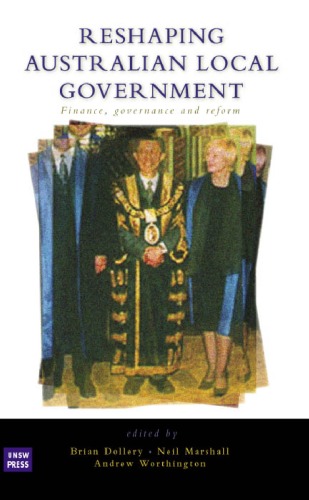 RESHAPING
AUSTRALIAN LOCAL
GOVERNMENT
Finance, governance and reform
edited by
Brian Dollery • Neil Marshall
Andrew Worthington
UNSW
PRESS